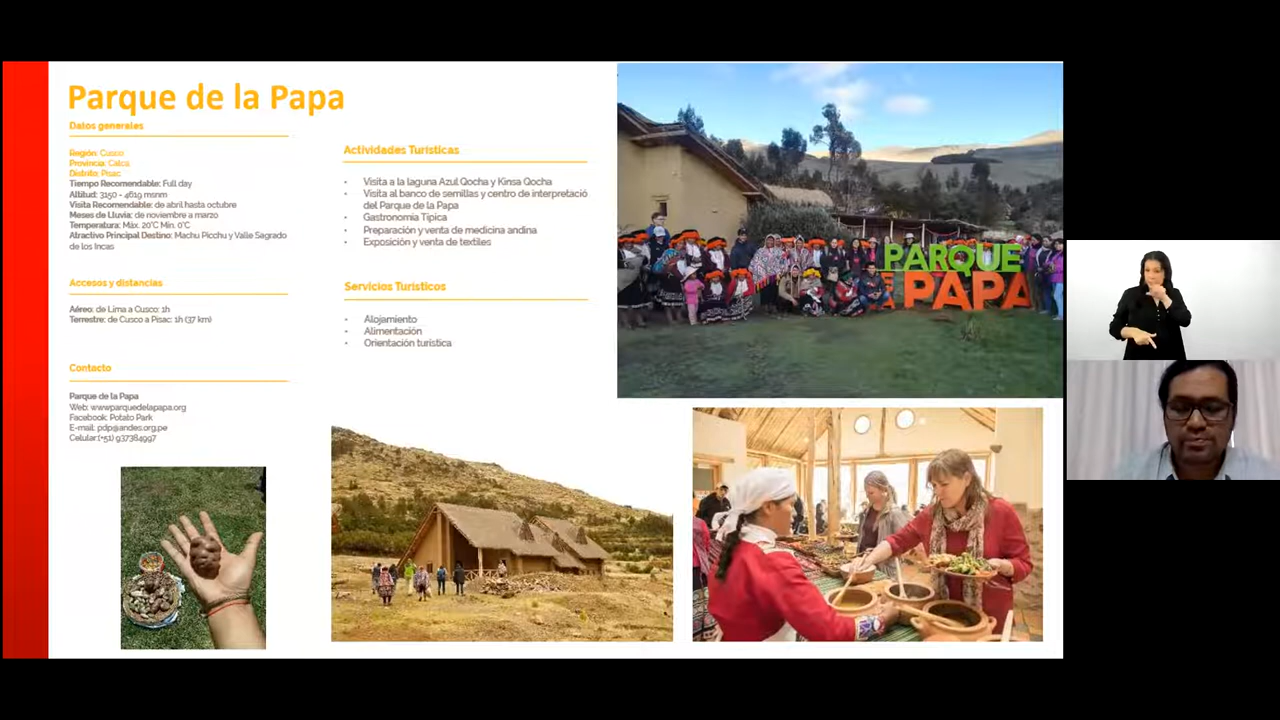 Parque de la Papa
Datos generales
Región: Cusco
Provincia: Calca
Distrito: Pisac
Tiempo Recomendable: Full day
Altitud: 3150 - 4619 msnm
Visita Recomendable: de abril hasta octubre
Meses de Lluvia: de noviembre a marzo
Temperatura: Máx. 20°C Mín. 0°C
Atractivo Principal Destino: Machu Picchu y Valle Sagrado
de los Incas
Accesos y distancias
Aéreo: de Lima a Cusco: 1h
Terrestre: de Cusco a Pisac: 1h (37 km)
Contacto
Parque de la Papa
Web: www.parquedelapapa.org
Facebook: Potato Park
E-mail: pdp@andes.org.pe
Celular:(+51) 937384997
Actividades Turísticas
• Visita a la laguna Azul Qocha y Kinsa Qocha
• Visita al banco de semillas y centro de interpretació
del Parque de la Papa
• Gastronomía Típica
• Preparación y venta de medicina andina
• Exposición y venta de textiles
Servicios Turísticos
• Alojamiento
• Alimentación
• Orientación turística
PARQUE
PAPA